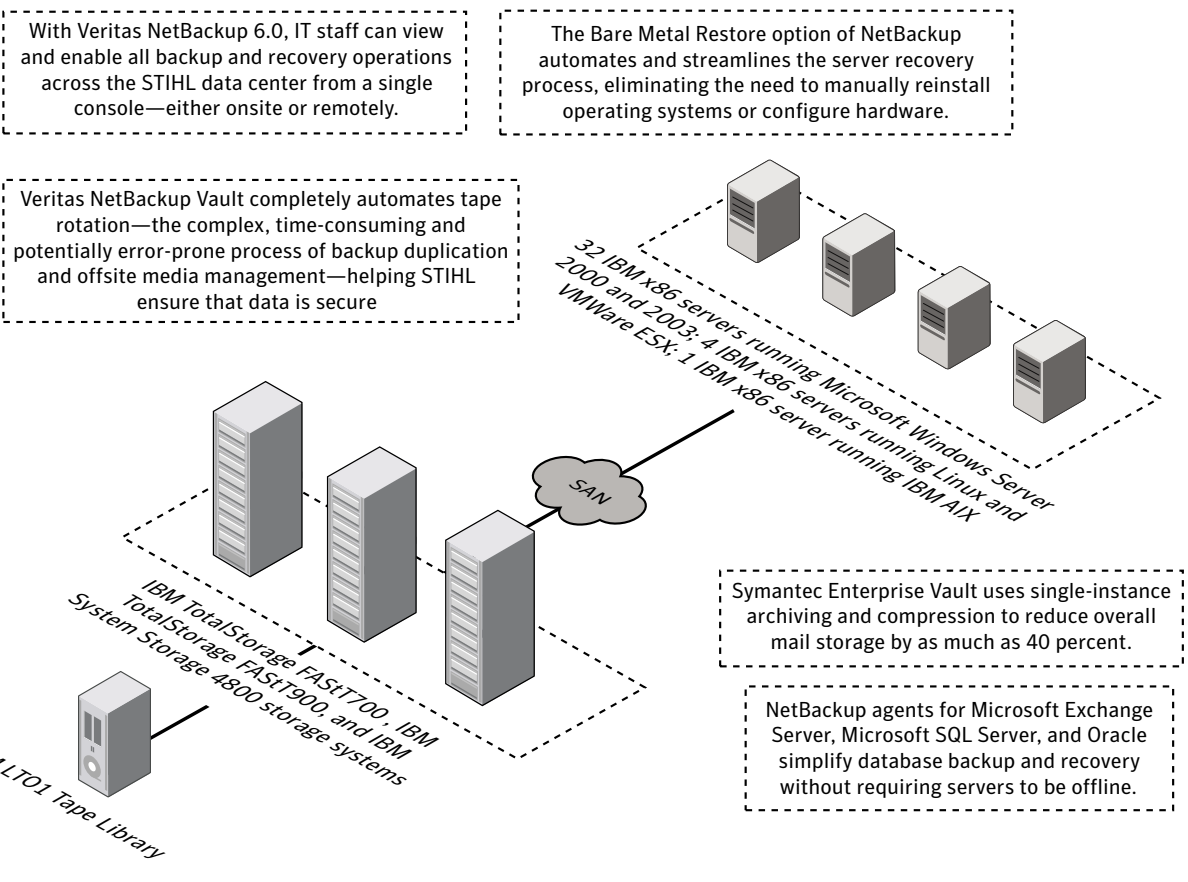 With Veritas NetBackup 6.0, IT staff can view
and enable all backup and recovery operations
across the STIHL data center from a single
console—either onsite or remotely.
The Bare Metal Restore option of NetBackup
automates and streamlines the server recovery
process, eliminating the need to manually reinstall
operating systems or configure hardware.
Veritas NetBackup Vault completely automates tape
rotation—the complex, time-consuming and
potentially error-prone process of backup duplication
and offsite media management—helping STIHL
ensure that data is secure
32 IBM x86 servers running Microsoft Windows Server
2000 and 2003; 4 IBM x86 servers running Linux and
VMWare ESX; 1 IBM x86 server running IBM AIX
SAN
IBM TotalStorage FAStT700, IBM
TotalStorage FAStT900, and IBM
System Storage 4800 storage systems
Symantec Enterprise Vault uses single-instance
archiving and compression to reduce overall
mail storage by as much as 40 percent.
NetBackup agents for Microsoft Exchange
Server, Microsoft SQL Server, and Oracle
simplify database backup and recovery
without requiring servers to be offline.
LTO1 Tape Library